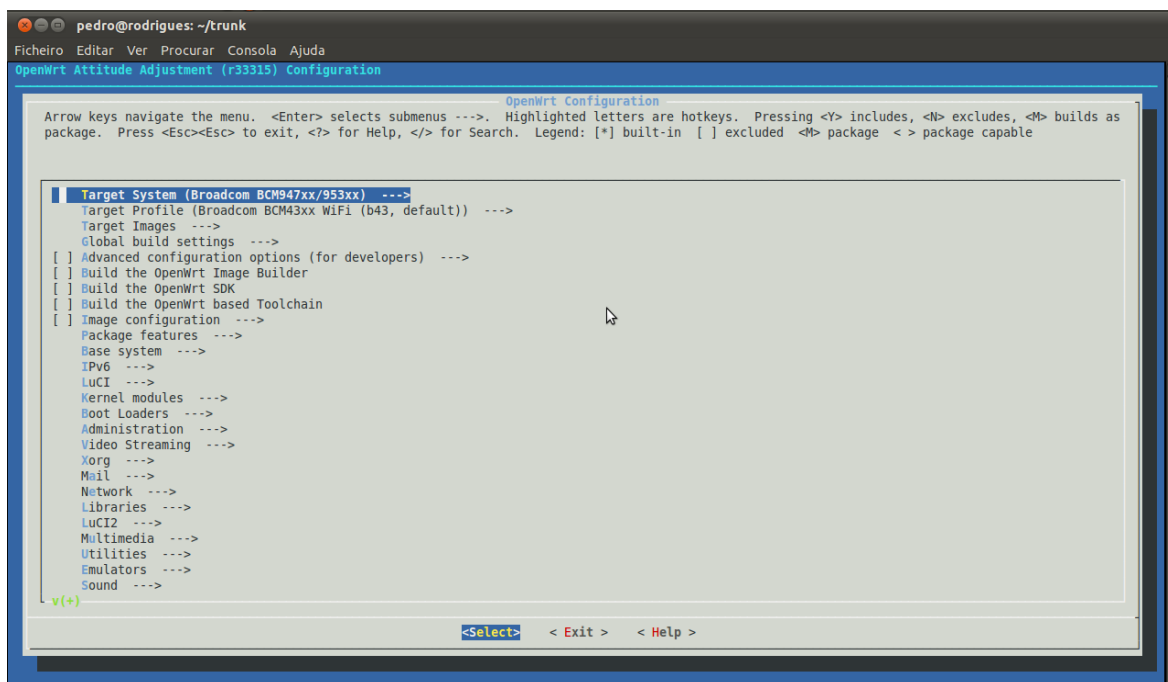 pedro@rodrigues: ~/trunk
Ficheiro Editar Ver Procurar Consola Ajuda
OpenWrt Attitude Adjustment (r33315) Configuration
OpenWrt Configuration
Arrow keys navigate the menu. <Enter> selects submenus --->. Highlighted letters are hotkeys. Pressing <Y> includes, <N> excludes, <M> builds as
package. Press <Esc><Esc> to exit, <?> for Help, </> for Search. Legend: [*] built-in [ ] excluded <M> package < > package capable
Target System (Broadcom BCM947xx/953xx) --->
Target Profile (Broadcom BCM43xx WiFi (b43, default)) --->
Target Images --->
Global build settings --->
[ ] Advanced configuration options (for developers) --->
[ ] Build the OpenWrt Image Builder
[ ] Build the OpenWrt SDK
[ ] Build the OpenWrt based Toolchain
[ ] Image configuration --->
Package features --->
Base system --->
IPv6 --->
LuCI --->
Kernel modules --->
Boot Loaders --->
Administration --->
Video Streaming --->
Xorg --->
Mail --->
Network --->
Libraries --->
LuCI2 --->
Multimedia --->
Utilities --->
Emulators --->
Sound --->
v(+)
<Select> < Exit > < Help >